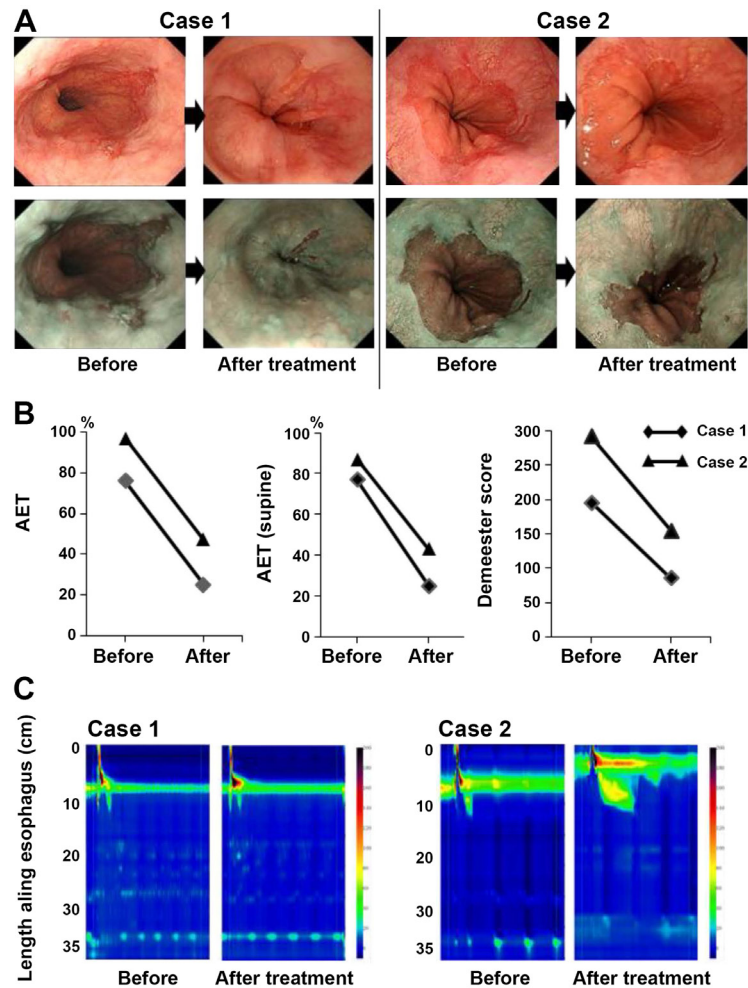 A
Case 1
Case 2
Before
After treatment
Before
After treatment
B
%
100
80
60
40
20
0
AET
Before
After
%
100
80
60
40
20
0
AET (supine)
Before
After
300
250
200
150
100
50
0
Demeester score
Before
After
Case 1
Case 2
C
Length aling esophagus (cm)
Case 1
0
10
20
30
35
Before
After treatment
Case 2
0
10
20
30
35
Before
After treatment